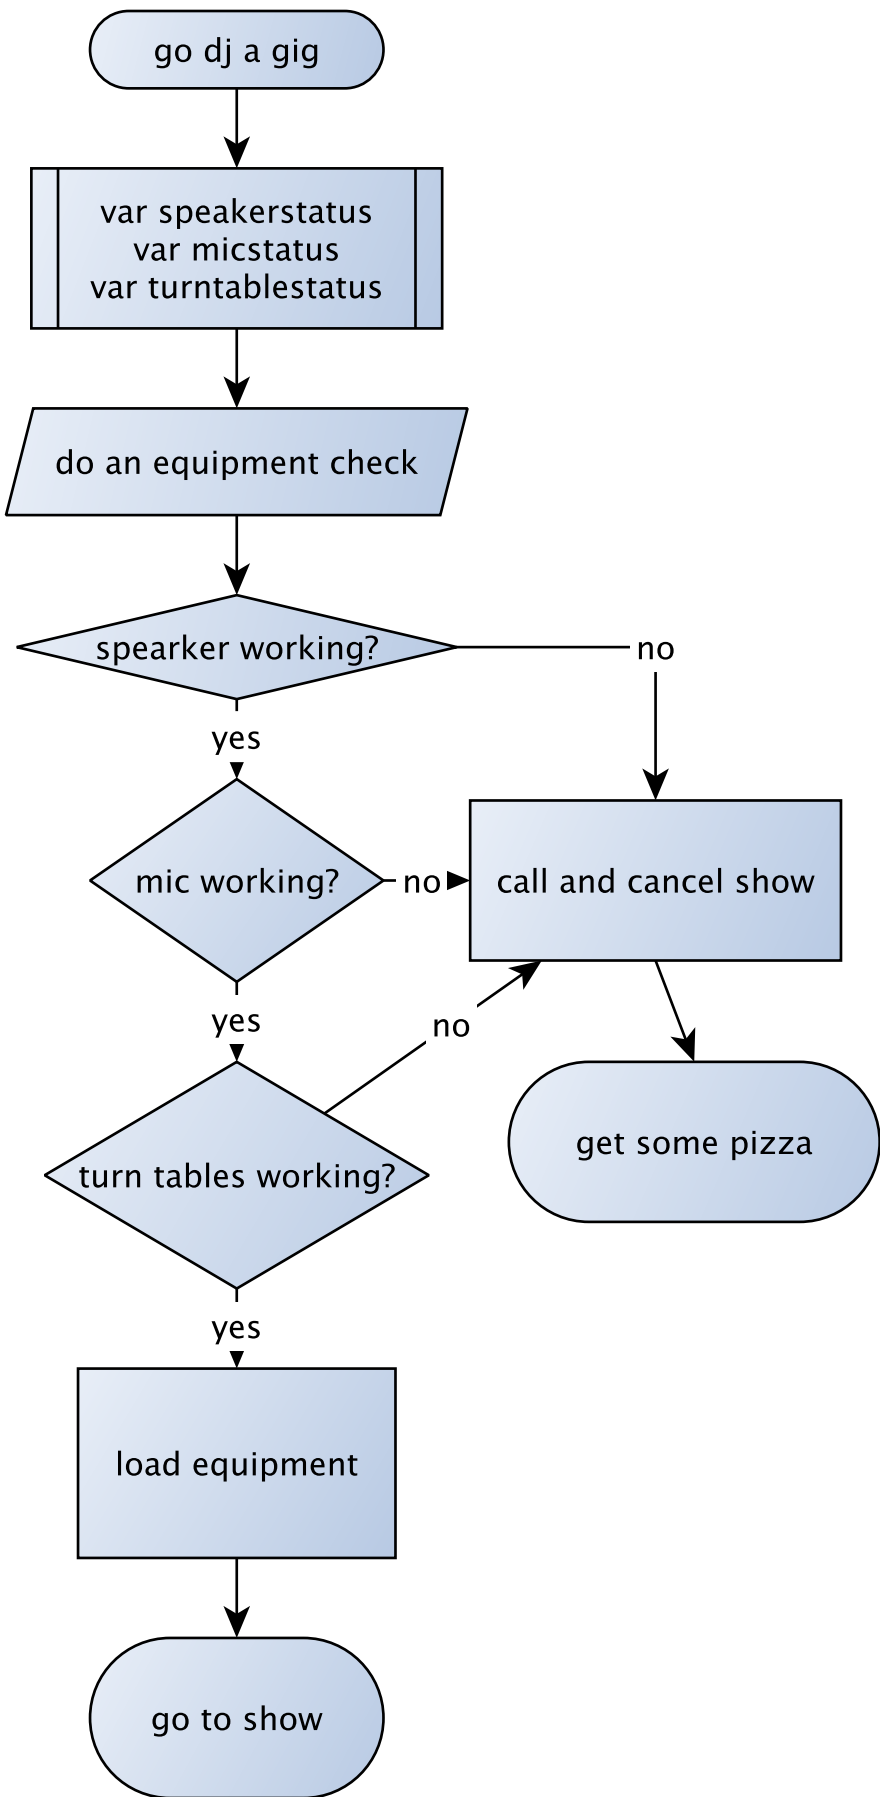 go dj a gig
var speakerstatus
var micstatus
var turntablestatus
do an equipment check
spearker working?
no
yes
mic working?
no
call and cancel show
yes
no
turn tables working?
get some pizza
yes
load equipment
go to show